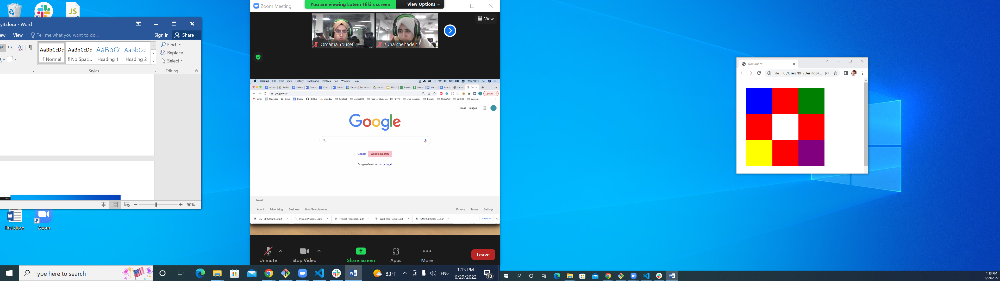 y4.docx - Word
ew View Tell me what you want to do... Sign in Share
AaBbCcDc AaBbCcDc AaBbCc AaBbCcD
¶ Normal ¶ No Spac... Heading 1 Heading 2
Find
Replace
Select
Styles
Editing
90%
first.docx
Zoom
Zoom Meeting
You are viewing Lotem Hiki's screen
View Options
View
Omama Yousef
suha shehadeh
Chrome File Edit View History Bookmarks Profiles Tab Window Help
100% Wed 13:11
google.com
Update
gmail Calendar Drive Codio GitHub monday fullstack cohort 23 mac for students מיונים Job manager Rawabi CyberArk לקוחות content
Gmail Images
L
Google
Google Google Search
Google offered in: עברית العربية
Israel
About Advertising Business How Search works
Privacy Terms Settings
GMT20220620....mp4 Project Present....pptx Project Presentat....pdf Work Plan Templ....pdf GMT20220615-....mp4
Show All
Unmute
Stop Video
Share Screen
Apps
More
Leave
Type here to search
83°F
ENG
1:13 PM
6/29/2022
10
Document
File C:/Users/BIT/Desktop/...
1:13 PM
6/29/2022